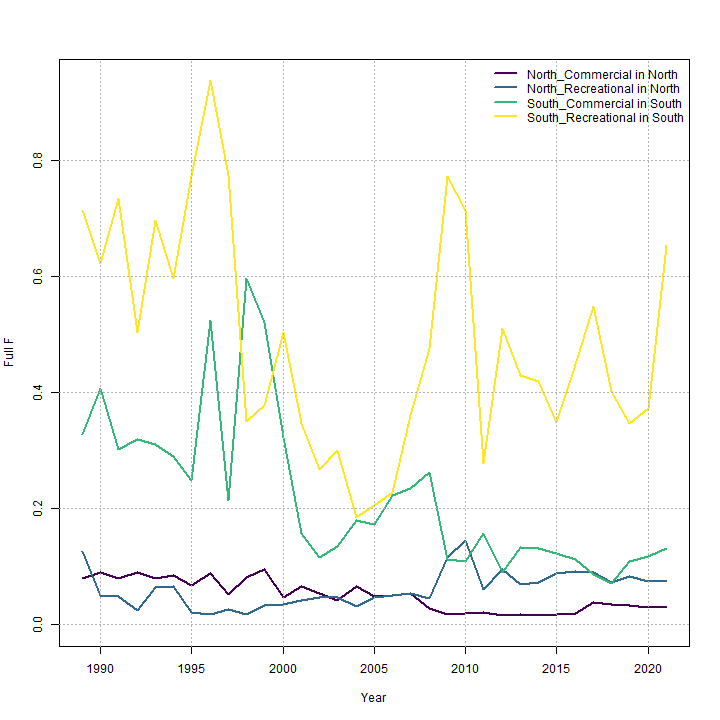 North_Commercial in North
North_Recreational in North
South_Commercial in South
South_Recreational in South
Full F
0.8
0.6
0.4
0.2
0.0
1990 1995 2000 2005 2010 2015 2020
Year